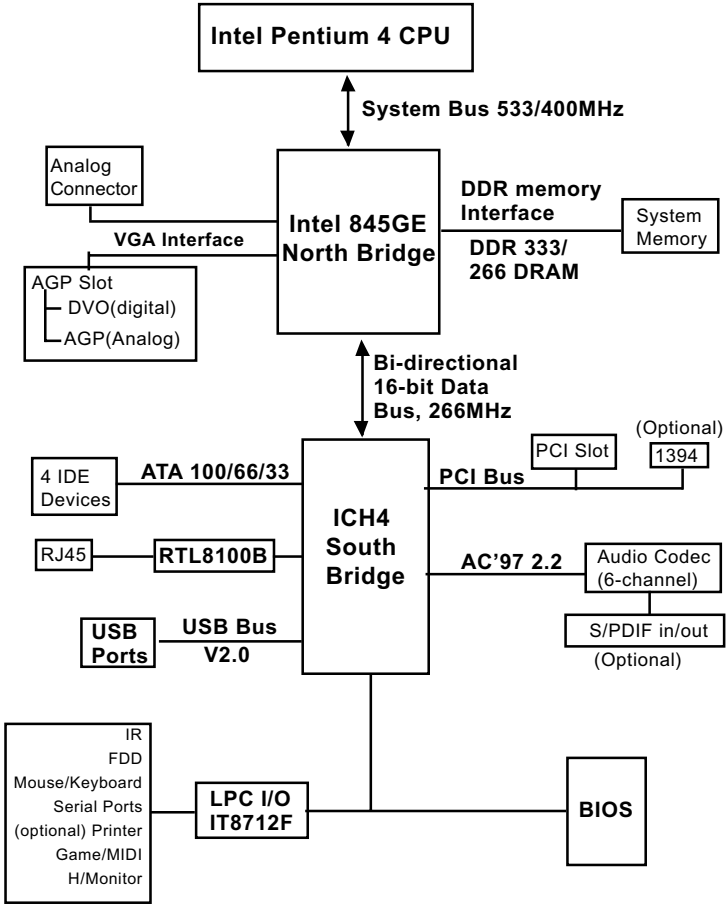 Intel Pentium 4 CPU
System Bus 533/400MHz
Analog
Connector
Intel 845GE
North Bridge
DDR memory
Interface
DDR 333/
266 DRAM
System
Memory
VGA Interface
AGP Slot
DVO(digital)
AGP(Analog)
Bi-directional
16-bit Data
Bus, 266MHz
4 IDE
Devices
ATA 100/66/33
ICH4
South
Bridge
PCI Bus
PCI Slot
(Optional)
1394
RJ45
RTL8100B
AC’97 2.2
Audio Codec
(6-channel)
S/PDIF in/out
(Optional)
USB
Ports
USB Bus
V2.0
IR
FDD
Mouse/Keyboard
Serial Ports
(optional) Printer
Game/MIDI
H/Monitor
LPC I/O
IT8712F
BIOS